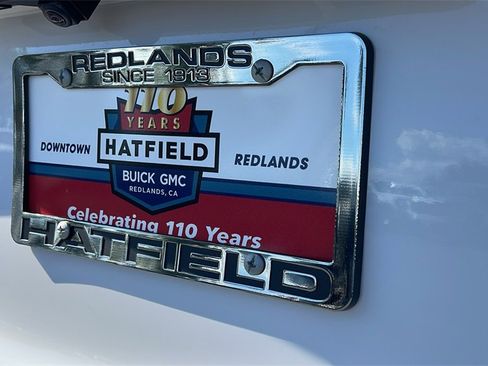 REDLANDS
SINCE 1913
110
YEARS
DOWNTOWN HATFIELD REDLANDS
BUICK GMC
REDLANDS, CA
Celebrating 110 Years
HATFIELD